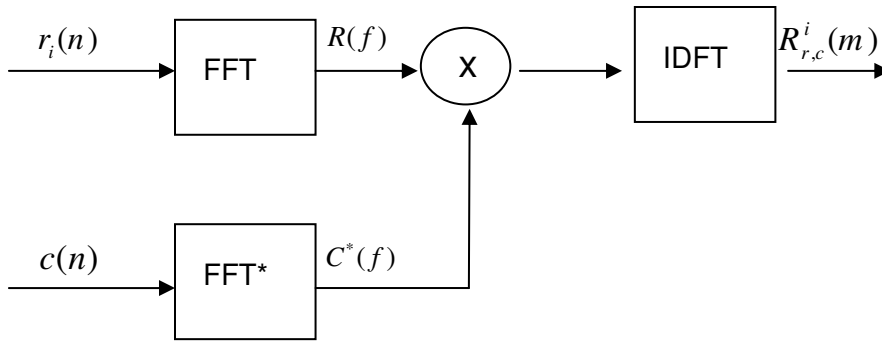 r_i(n)
FFT
R(f)
X
IDFT
R^i_{r,c}(m)
c(n)
FFT*
C^*(f)